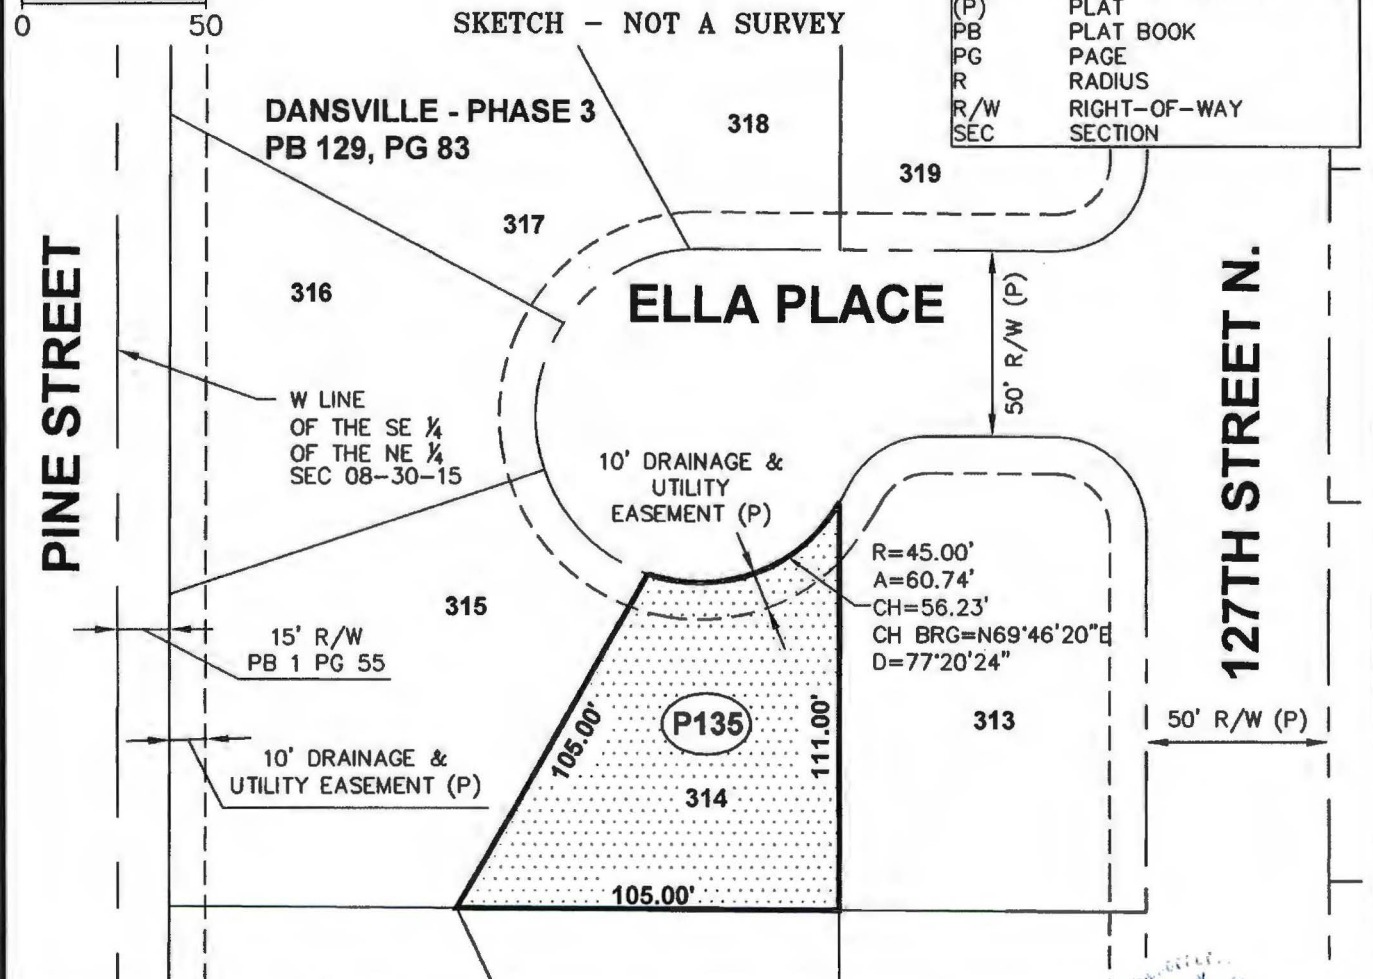 0 50
SKETCH - NOT A SURVEY
(P) PLAT
PB PLAT BOOK
PG PAGE
R RADIUS
R/W RIGHT-OF-WAY
SEC SECTION
DANSVILLE - PHASE 3
PB 129, PG 83
318
319
317
316
ELLA PLACE
50' R/W (P)
PINE STREET
127TH STREET N.
W LINE
OF THE SE ¼
OF THE NE ¼
SEC 08-30-15
10' DRAINAGE &
UTILITY
EASEMENT (P)
R=45.00'
A=60.74'
CH=56.23'
CH BRG=N69°46'20"E
D=77°20'24"
315
15' R/W
PB 1 PG 55
10' DRAINAGE &
UTILITY EASEMENT (P)
105.00'
P135
111.00'
313
50' R/W (P)
314
105.00'